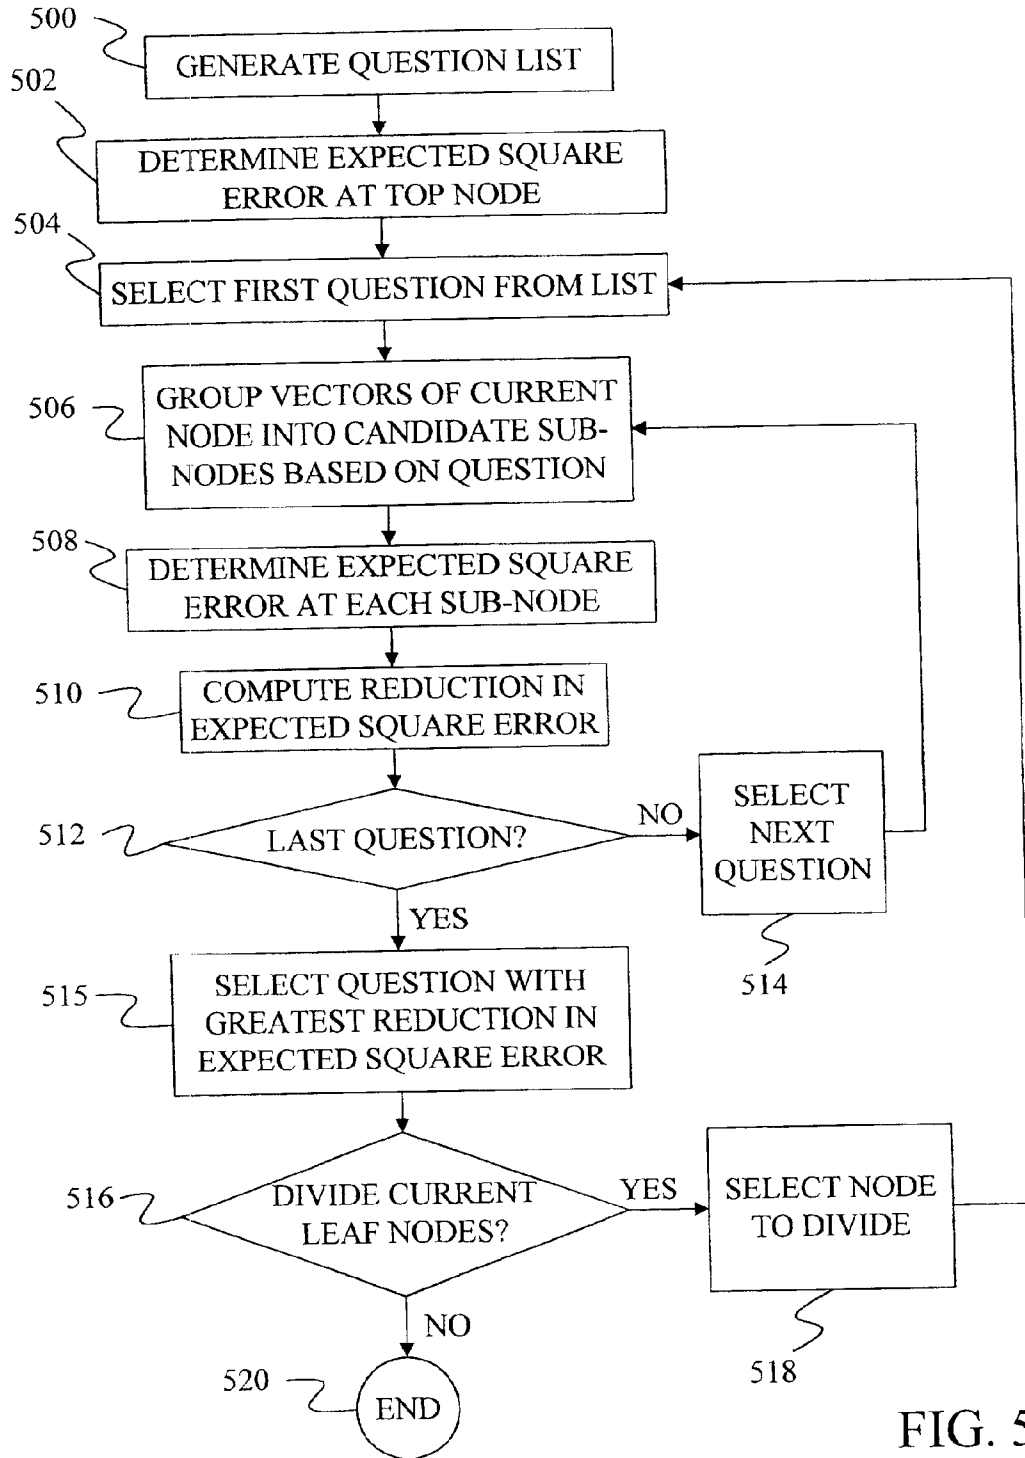 500
GENERATE QUESTION LIST
502
DETERMINE EXPECTED SQUARE
ERROR AT TOP NODE
504
SELECT FIRST QUESTION FROM LIST
506
GROUP VECTORS OF CURRENT
NODE INTO CANDIDATE SUB-
NODES BASED ON QUESTION
508
DETERMINE EXPECTED SQUARE
ERROR AT EACH SUB-NODE
510
COMPUTE REDUCTION IN
EXPECTED SQUARE ERROR
512
LAST QUESTION?
NO
SELECT
NEXT
QUESTION
514
YES
515
SELECT QUESTION WITH
GREATEST REDUCTION IN
EXPECTED SQUARE ERROR
516
DIVIDE CURRENT
LEAF NODES?
YES
SELECT NODE
TO DIVIDE
518
NO
520
END
FIG. 5